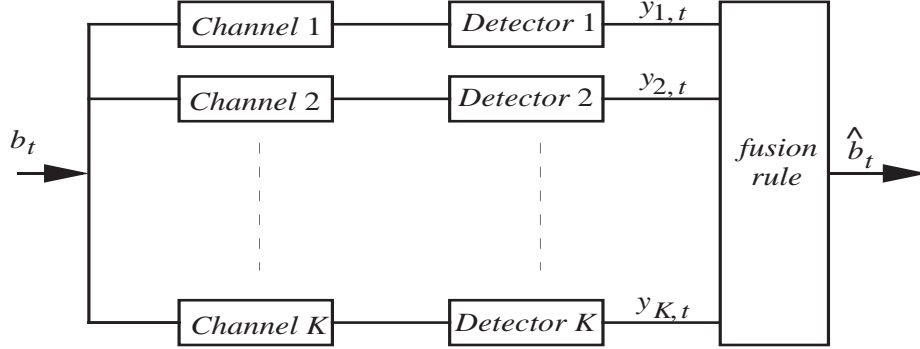 Channel 1
Detector 1
y1, t
Channel 2
Detector 2
y2, t
bt
fusion
rule
b̂t
Channel K
Detector K
yK, t